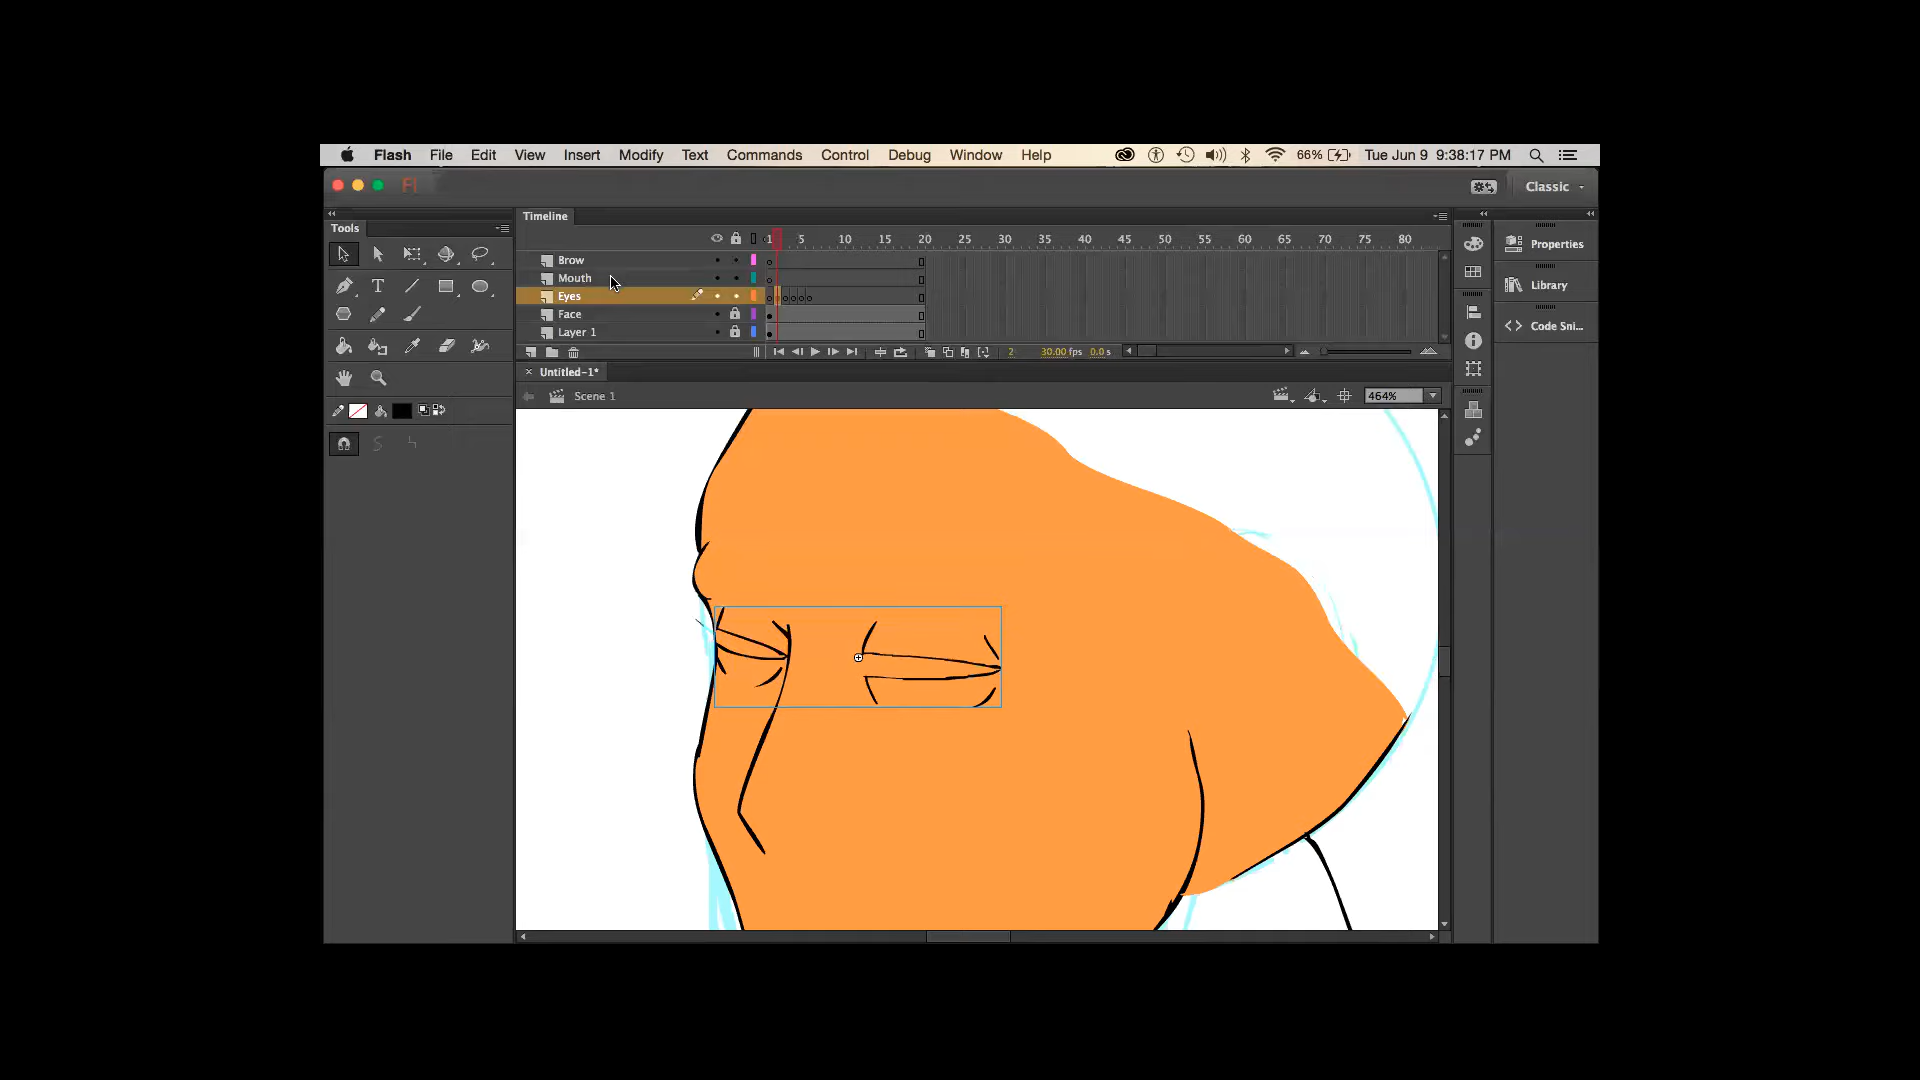 Flash File Edit View Insert Modify Text Commands Control Debug Window Help 66% Tue Jun 9 9:38:17 PM
Fl Classic
Tools Timeline
1 5 10 15 20 25 30 35 40 45 50 55 60 65 70 75 80
Brow
Mouth
Eyes
Face
Layer 1
2 30.00 fps 0.0 s
Untitled-1*
Scene 1 464%
Properties
Library
Code Sni...